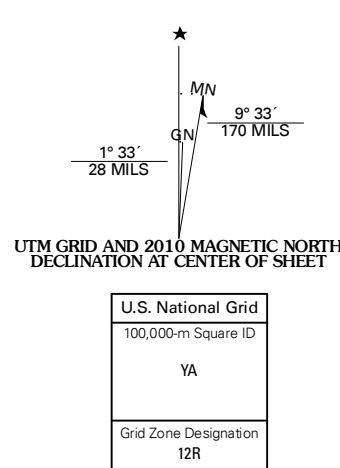 MN
9° 33´
170 MILS
GN
1° 33´
28 MILS
UTM GRID AND 2010 MAGNETIC NORTH
DECLINATION AT CENTER OF SHEET
U.S. National Grid
100,000-m Square ID
YA
Grid Zone Designation
12R